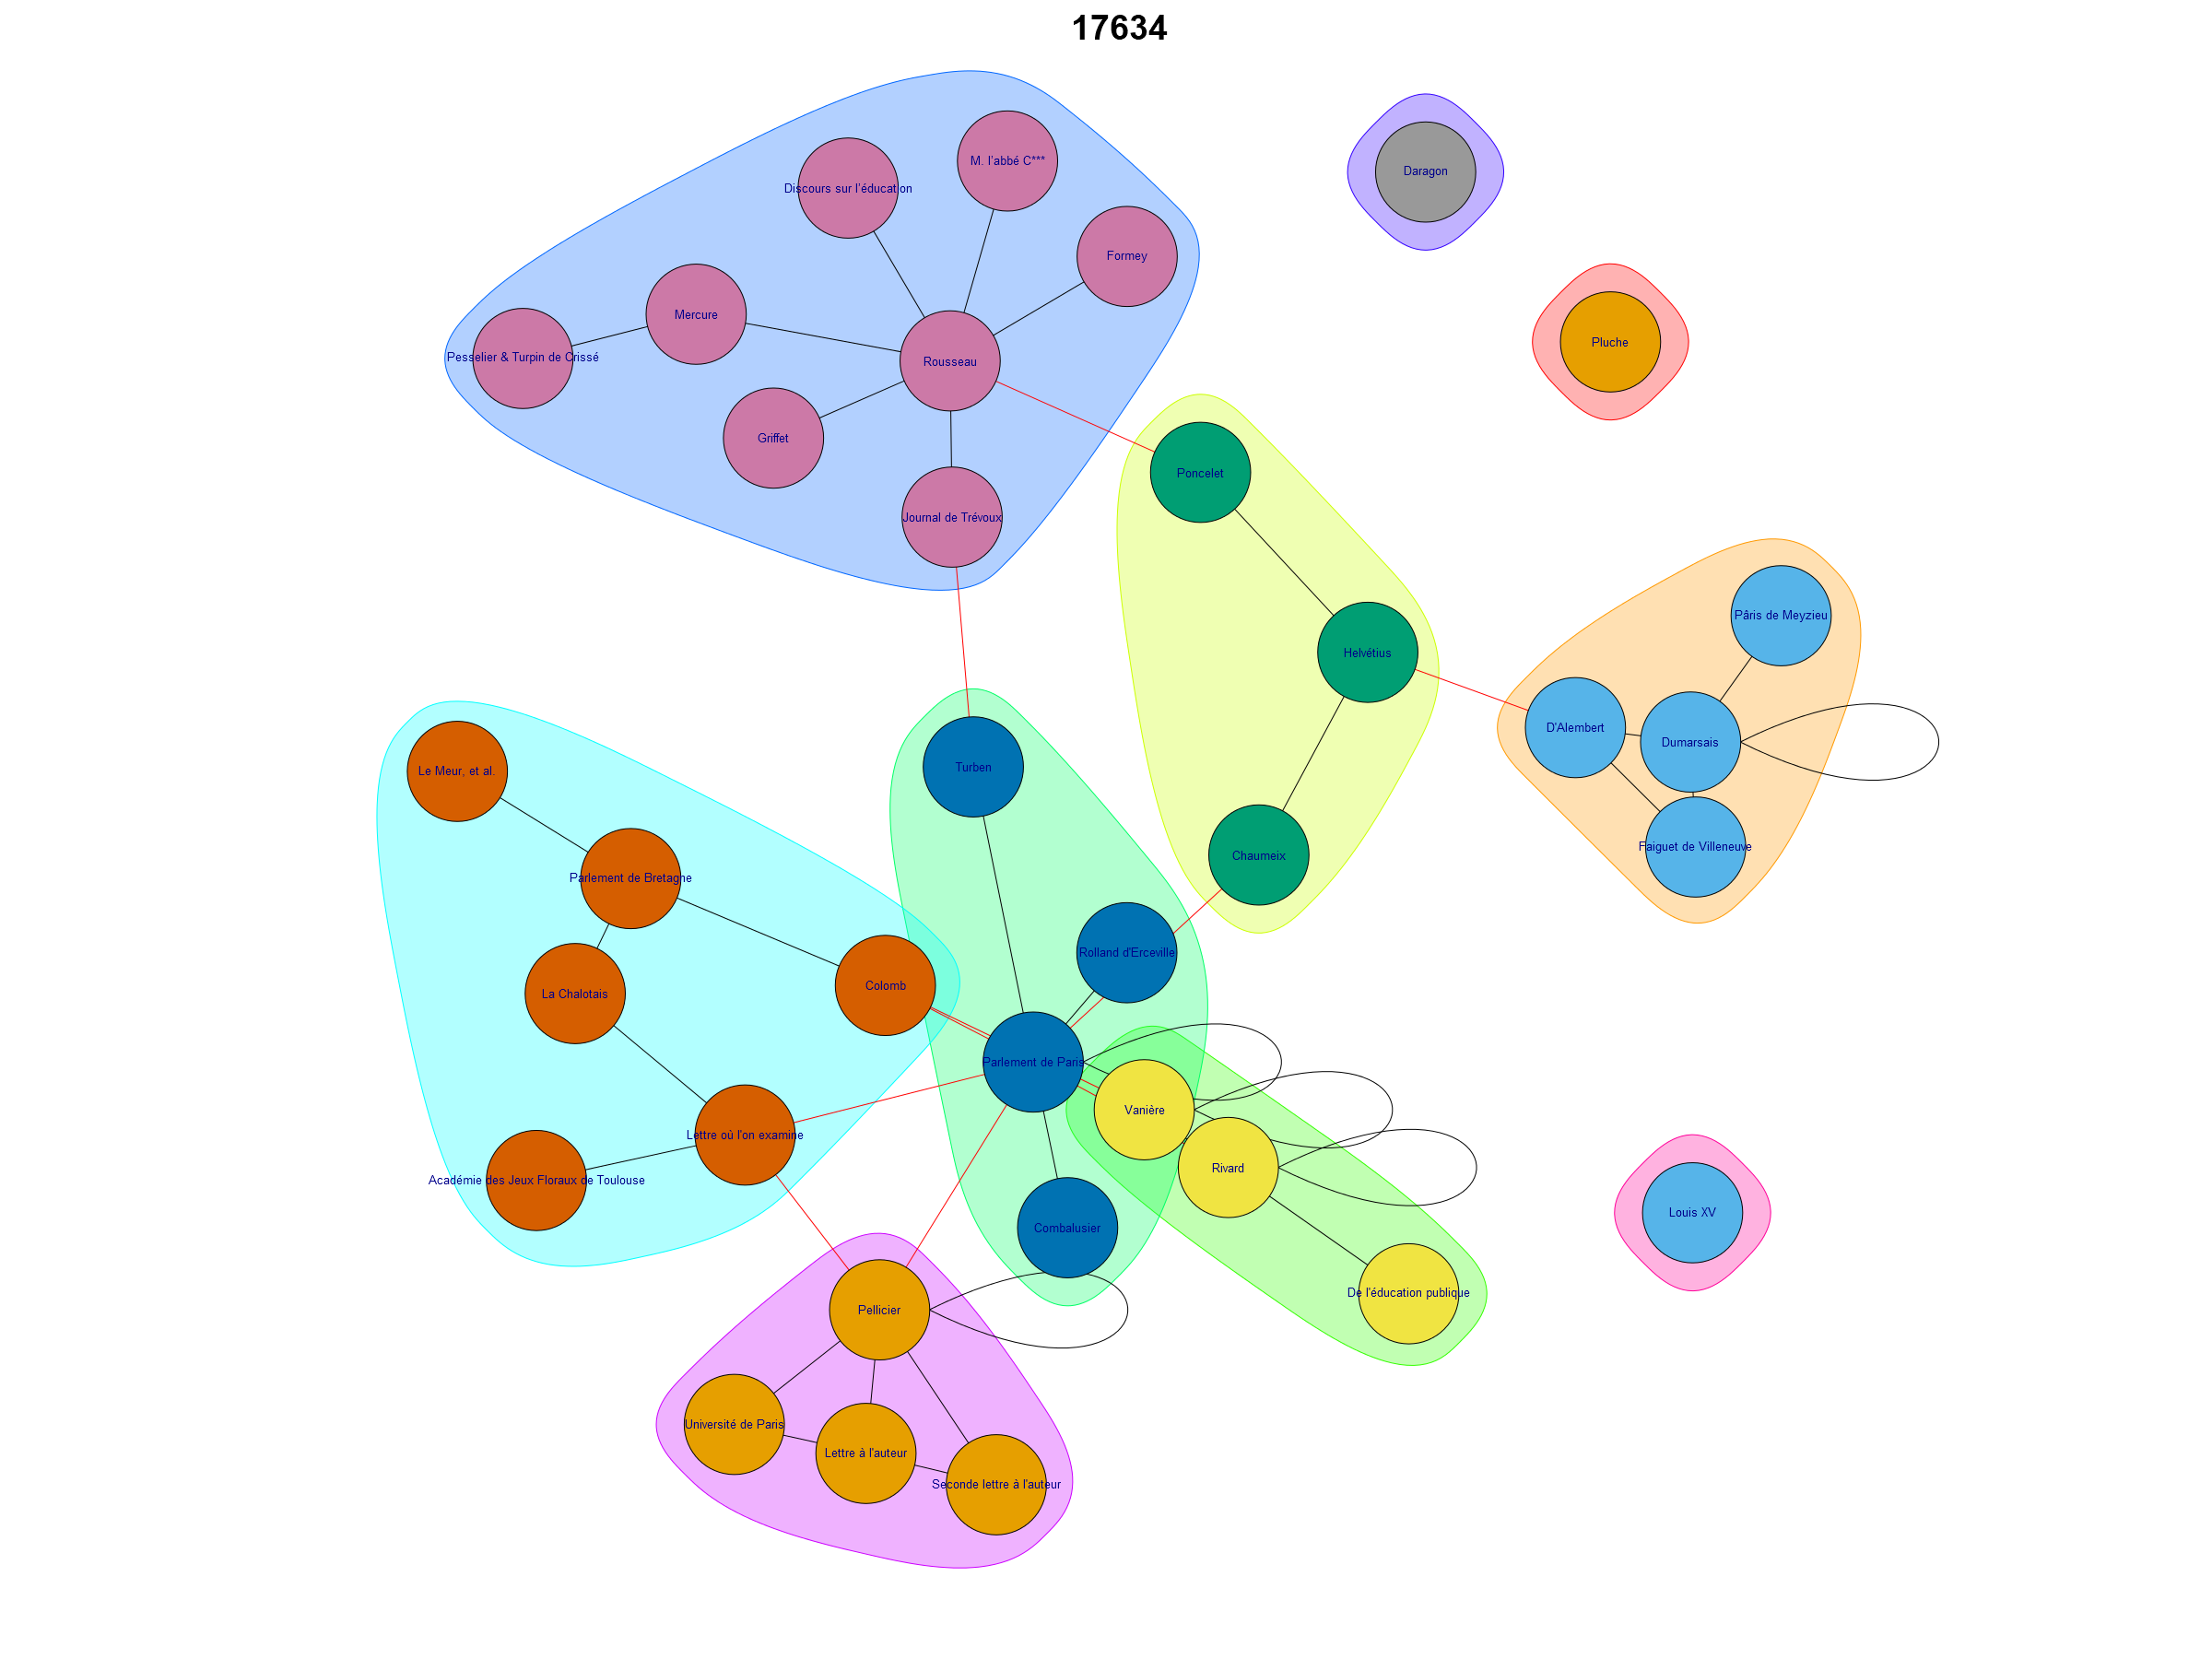 17634
M. l'abbé C***
Daragon
Discours sur l'éducation
Formey
Mercure
Pluche
Pesselier & Turpin de Crissé
Rousseau
Griffet
Poncelet
Journal de Trévoux
Pâris de Meyzieu
Helvétius
D'Alembert
Dumarsais
Turben
Le Meur, et al.
Faiguet de Villeneuve
Chaumeix
Parlement de Bretagne
Rolland d'Erceville
Colomb
La Chalotais
Parlement de Paris
Vanière
Lettre où l'on examine
Rivard
Académie des Jeux Floraux de Toulouse
Louis XV
Combalusier
De l'éducation publique
Pellicier
Université de Paris
Lettre à l'auteur
Seconde lettre à l'auteur